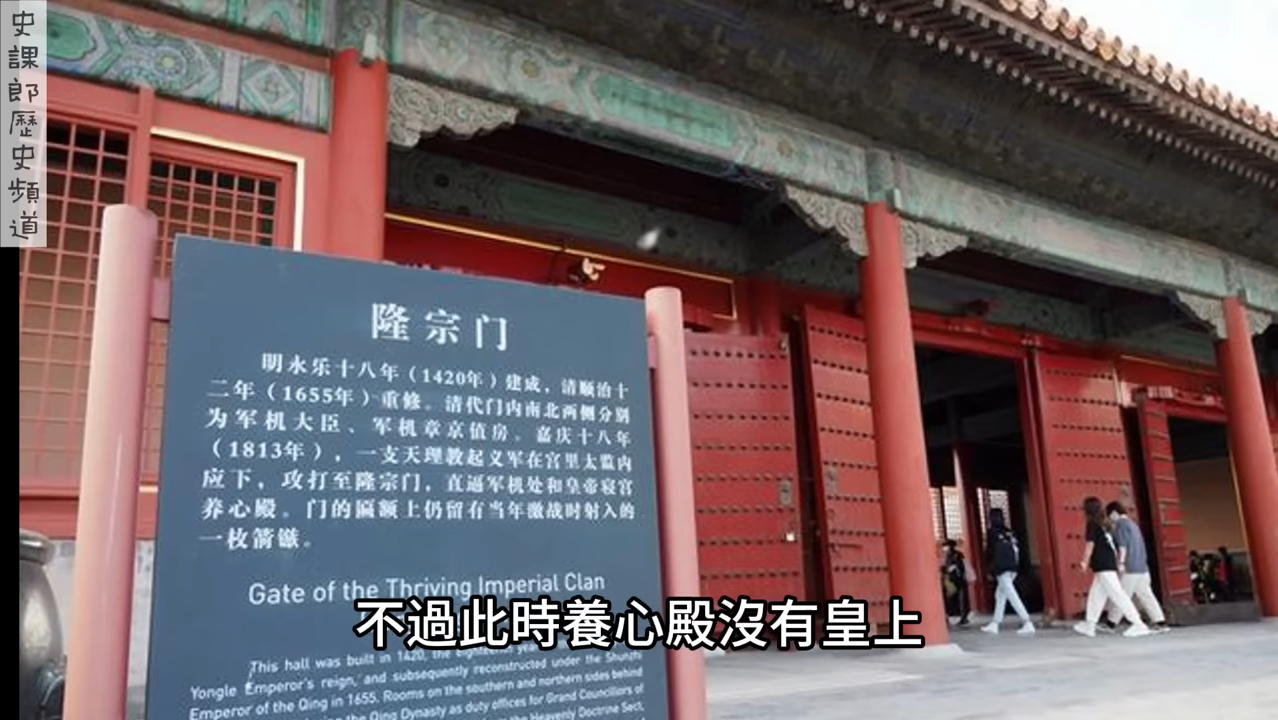 史課郎歷史頻道
隆宗门
明永乐十八年（1420年）建成，清顺治十
二年（1655年）重修。清代门内南北两侧分别
为军机大臣、军机章京值房。嘉庆十八年
（1813年），一支天理教起义军在宫里太监内
应下，攻打至隆宗门，直逼军机处和皇帝寝宫
养心殿。门的匾额上仍留有当年激战时射入的
一枚箭镞。
Gate of the Thriving Imperial Clan
不過此時養心殿沒有皇上
This hall was built in 1420, the
Yongle Emperor's reign, and subsequently reconstructed under the Shunzhi
Emperor of the Qing in 1655. Rooms on the southern and northern sides behind
the Qing Dynasty as duty offices for Grand Councillors of
the Heavenly Doctrine Sect,